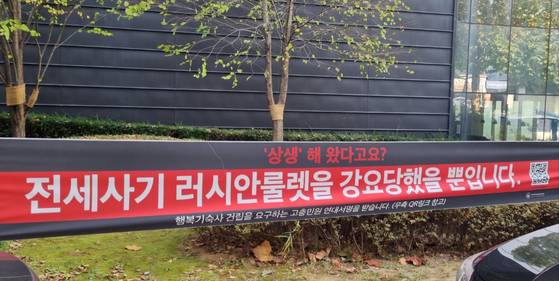 '상생' 해 왔다고요?
전세사기 러시안룰렛을 강요당했을 뿐입니다.
행복기숙사 건립을 요구하는 고충민원 연대서명을 받습니다. (우측 QR링크 참고)